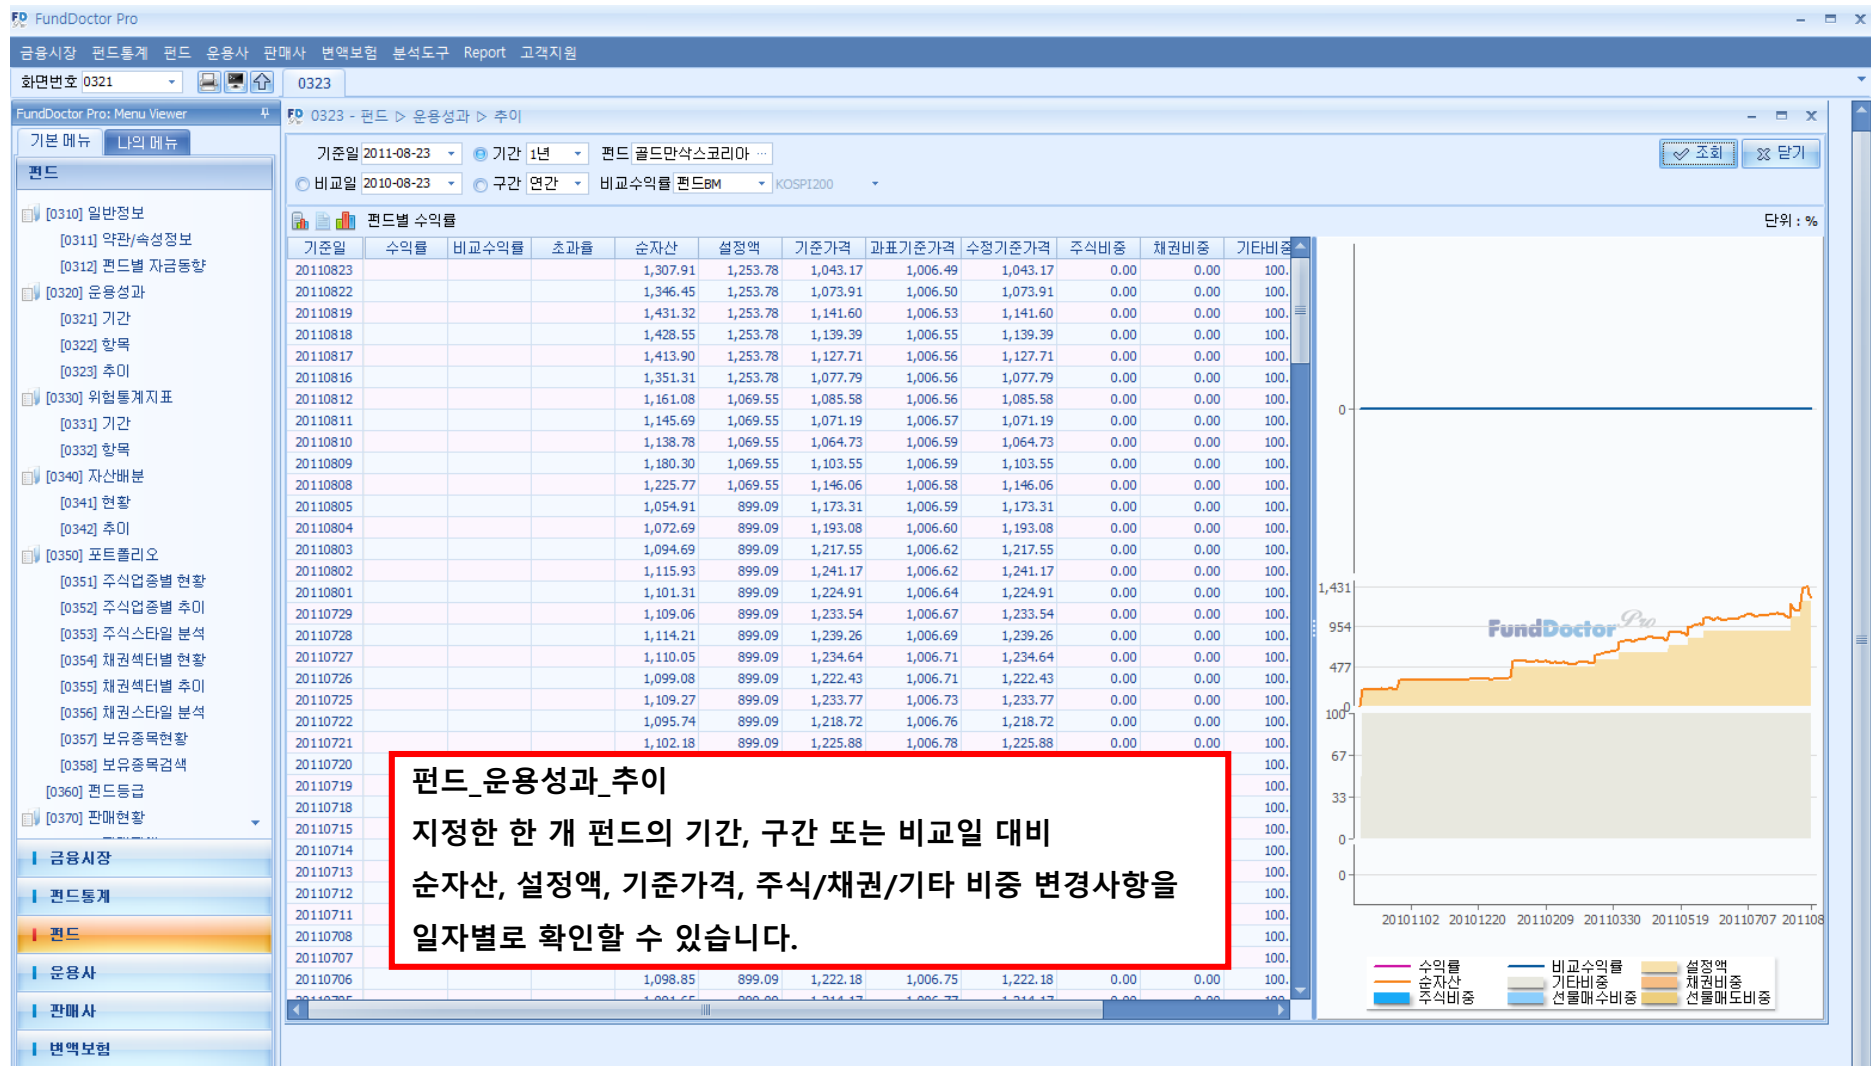 FD FundDoctor Pro
금융시장 펀드통계 펀드 운용사 판매사 변액보험 분석도구 Report 고객지원
화면번호 0321 0323
FundDoctor Pro: Menu Viewer
기본 메뉴 나의 메뉴
펀드
[0310] 일반정보
[0311] 약관/속성정보
[0312] 펀드별 자금동향
[0320] 운용성과
[0321] 기간
[0322] 항목
[0323] 추이
[0330] 위험통계지표
[0331] 기간
[0332] 항목
[0340] 자산배분
[0341] 현황
[0342] 추이
[0350] 포트폴리오
[0351] 주식업종별 현황
[0352] 주식업종별 추이
[0353] 주식스타일 분석
[0354] 채권섹터별 현황
[0355] 채권섹터별 추이
[0356] 채권스타일 분석
[0357] 보유종목현황
[0358] 보유종목검색
[0360] 펀드등급
[0370] 판매현황
금융시장
펀드통계
펀드
운용사
판매사
변액보험
FD 0323 - 펀드 ▷ 운용성과 ▷ 추이
기준일 2011-08-23 기간 1년 펀드 골드만삭스코리아 ... 조회 닫기
비교일 2010-08-23 구간 연간 비교수익률 펀드BM KOSPI200
펀드별 수익률 단위 : %
기준일 수익률 비교수익률 초과율 순자산 설정액 기준가격 과표기준가격 수정기준가격 주식비중 채권비중 기타비중
20110823 1,307.91 1,253.78 1,043.17 1,006.49 1,043.17 0.00 0.00 100.
20110822 1,346.45 1,253.78 1,073.91 1,006.50 1,073.91 0.00 0.00 100.
20110819 1,431.32 1,253.78 1,141.60 1,006.53 1,141.60 0.00 0.00 100.
20110818 1,428.55 1,253.78 1,139.39 1,006.55 1,139.39 0.00 0.00 100.
20110817 1,413.90 1,253.78 1,127.71 1,006.56 1,127.71 0.00 0.00 100.
20110816 1,351.31 1,253.78 1,077.79 1,006.56 1,077.79 0.00 0.00 100.
20110812 1,161.08 1,069.55 1,085.58 1,006.56 1,085.58 0.00 0.00 100.
20110811 1,145.69 1,069.55 1,071.19 1,006.57 1,071.19 0.00 0.00 100.
20110810 1,138.78 1,069.55 1,064.73 1,006.59 1,064.73 0.00 0.00 100.
20110809 1,180.30 1,069.55 1,103.55 1,006.59 1,103.55 0.00 0.00 100.
20110808 1,225.77 1,069.55 1,146.06 1,006.58 1,146.06 0.00 0.00 100.
20110805 1,054.91 899.09 1,173.31 1,006.59 1,173.31 0.00 0.00 100.
20110804 1,072.69 899.09 1,193.08 1,006.60 1,193.08 0.00 0.00 100.
20110803 1,094.69 899.09 1,217.55 1,006.62 1,217.55 0.00 0.00 100.
20110802 1,115.93 899.09 1,241.17 1,006.62 1,241.17 0.00 0.00 100.
20110801 1,101.31 899.09 1,224.91 1,006.64 1,224.91 0.00 0.00 100.
20110729 1,109.06 899.09 1,233.54 1,006.67 1,233.54 0.00 0.00 100.
20110728 1,114.21 899.09 1,239.26 1,006.69 1,239.26 0.00 0.00 100.
20110727 1,110.05 899.09 1,234.64 1,006.71 1,234.64 0.00 0.00 100.
20110726 1,099.08 899.09 1,222.43 1,006.71 1,222.43 0.00 0.00 100.
20110725 1,109.27 899.09 1,233.77 1,006.73 1,233.77 0.00 0.00 100.
20110722 1,095.74 899.09 1,218.72 1,006.76 1,218.72 0.00 0.00 100.
20110721 1,102.18 899.09 1,225.88 1,006.78 1,225.88 0.00 0.00 100.
20110720 100.
20110719 100.
20110718 100.
20110715 100.
20110714 100.
20110713 100.
20110712 100.
20110711 100.
20110708 100.
20110707 100.
20110706 1,098.85 899.09 1,222.18 1,006.75 1,222.18 0.00 0.00 100.
펀드_운용성과_추이
지정한 한 개 펀드의 기간, 구간 또는 비교일 대비
순자산, 설정액, 기준가격, 주식/채권/기타 비중 변경사항을
일자별로 확인할 수 있습니다.
0
1,431
954
477
0
FundDoctor Pro
100
67
33
0
0
20101102 20101220 20110209 20110330 20110519 20110707 201108
수익률 비교수익률 설정액
순자산 기타비중 채권비중
주식비중 선물매수비중 선물매도비중